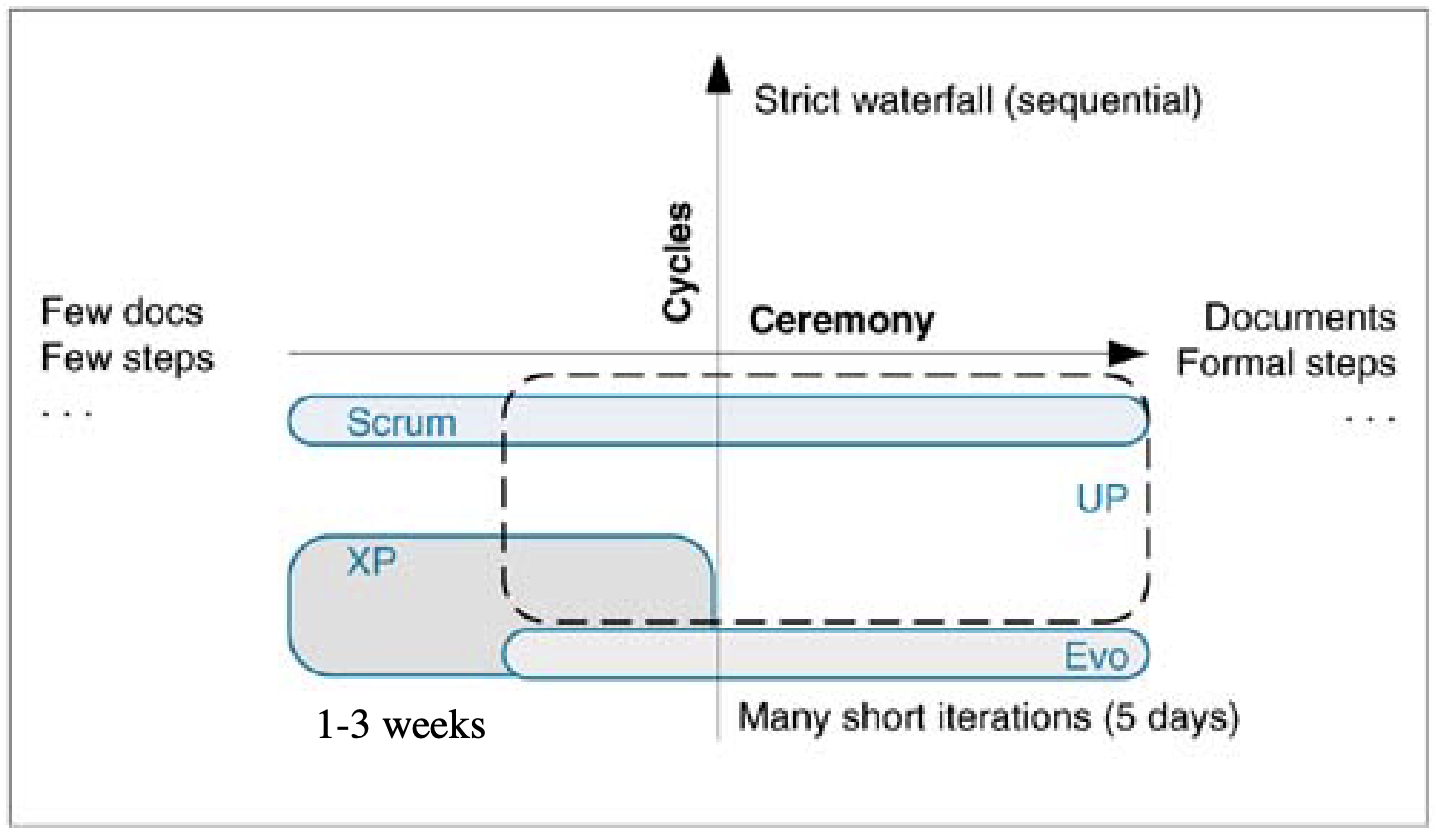 Strict waterfall (sequential)
Cycles
Few docs
Few steps
. . .
Ceremony
Documents
Formal steps
. . .
Scrum
UP
XP
Evo
1-3 weeks
Many short iterations (5 days)